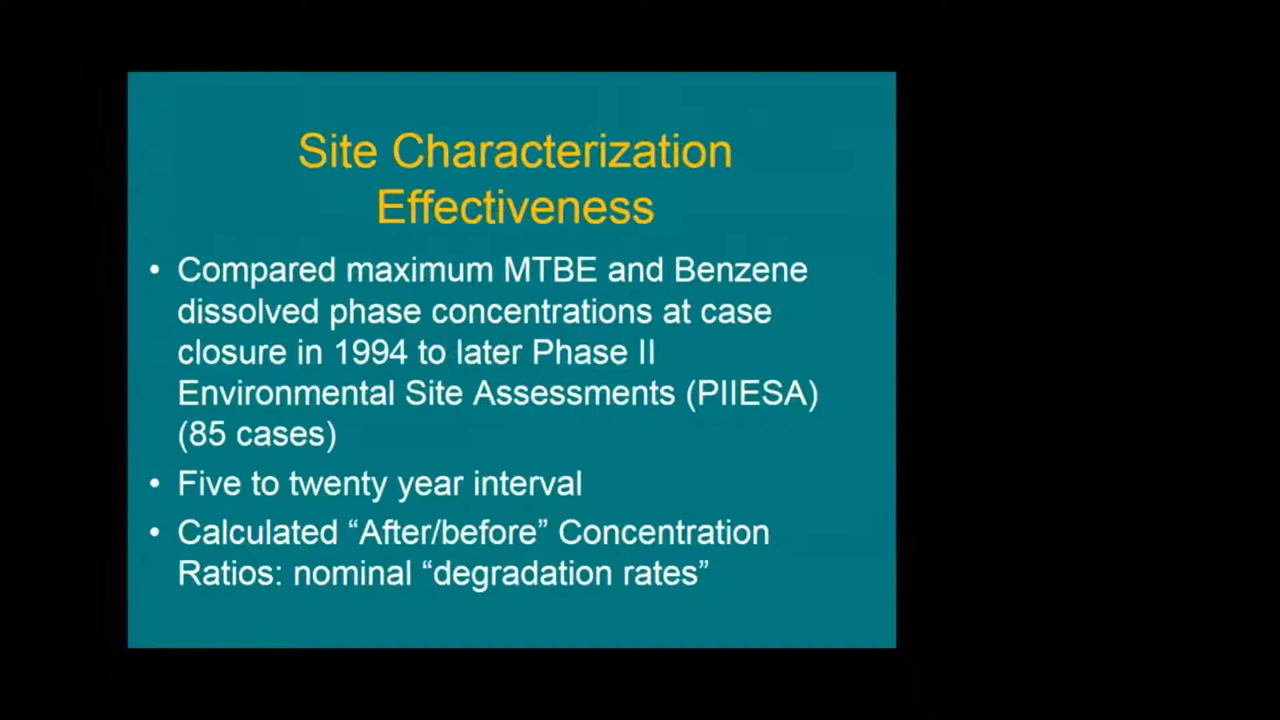 Site Characterization
Effectiveness
• Compared maximum MTBE and Benzene
dissolved phase concentrations at case
closure in 1994 to later Phase II
Environmental Site Assessments (PIIESA)
(85 cases)
• Five to twenty year interval
• Calculated “After/before” Concentration
Ratios: nominal “degradation rates”